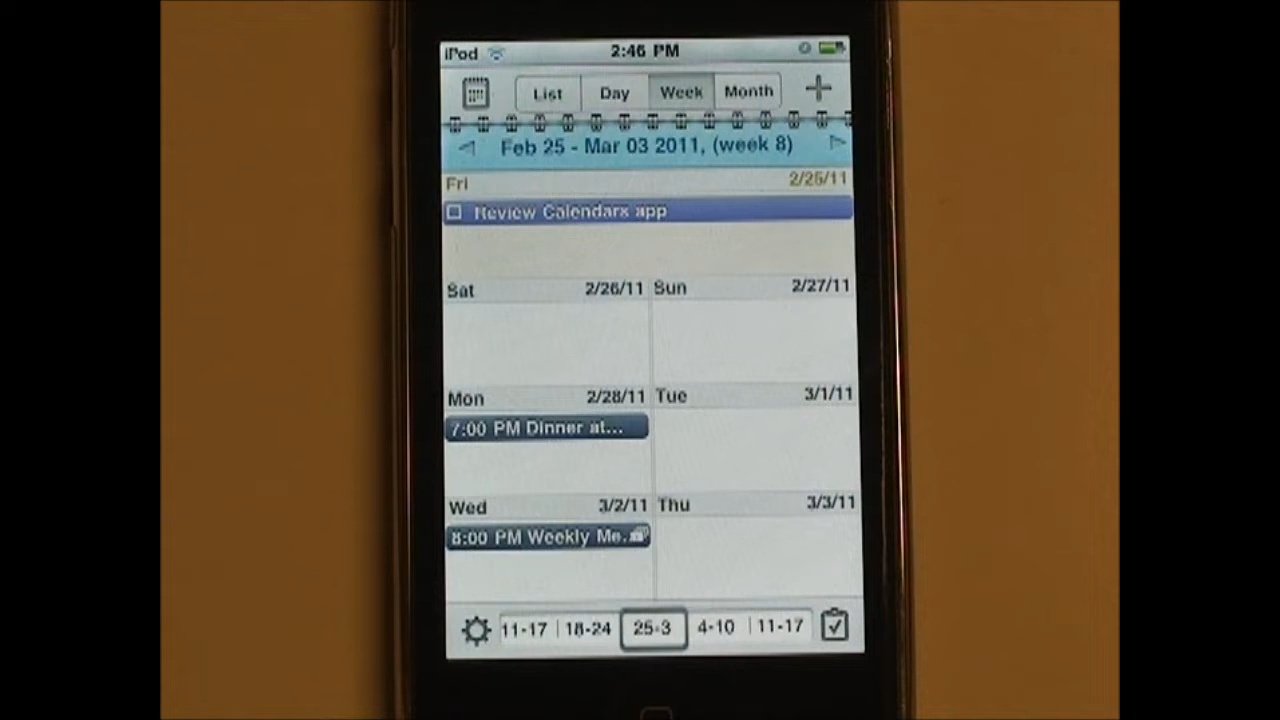 iPod 2:46 PM
List Day Week Month
Feb 25 - Mar 03 2011, (week 8)
Fri 2/25/11
Review Calendars app
Sat 2/26/11 Sun 2/27/11
Mon 2/28/11 Tue 3/1/11
7:00 PM Dinner at...
Wed 3/2/11 Thu 3/3/11
8:00 PM Weekly Me...
11-17 18-24 25-3 4-10 11-17